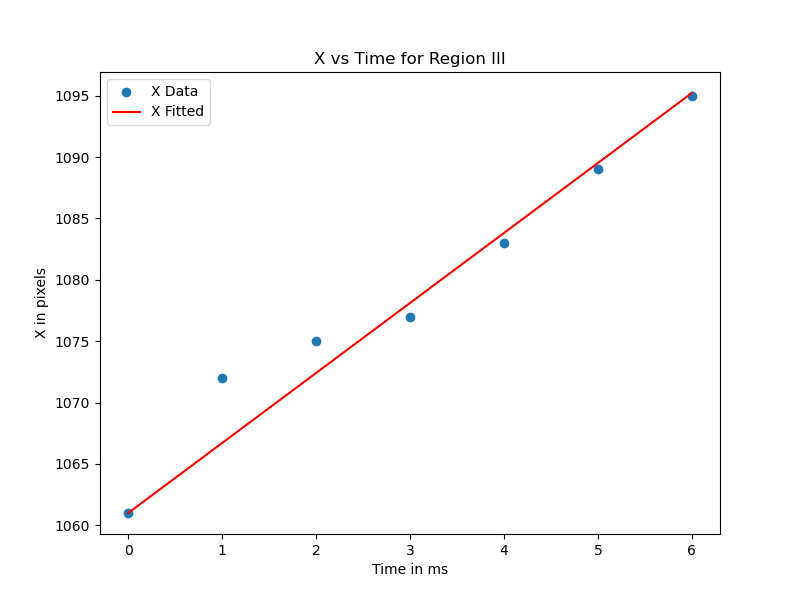 X vs Time for Region III
X Data
X Fitted
1095
1090
1085
1080
1075
1070
1065
1060
X in pixels
0 1 2 3 4 5 6
Time in ms